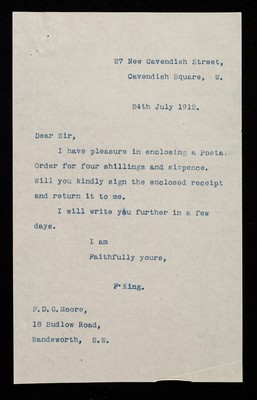 27 New Cavendish Street,
Cavendish Square, W.
24th July 1912.
Dear Sir,
I have pleasure in enclosing a Postal
Order for four shillings and sixpence.
Will you kindly sign the enclosed receipt
and return it to me.
I will write you further in a few
days.
I am
Faithfully yours,
F. King.
F.D.G.Moore,
18 Sudlow Road,
Wandsworth, S.W.